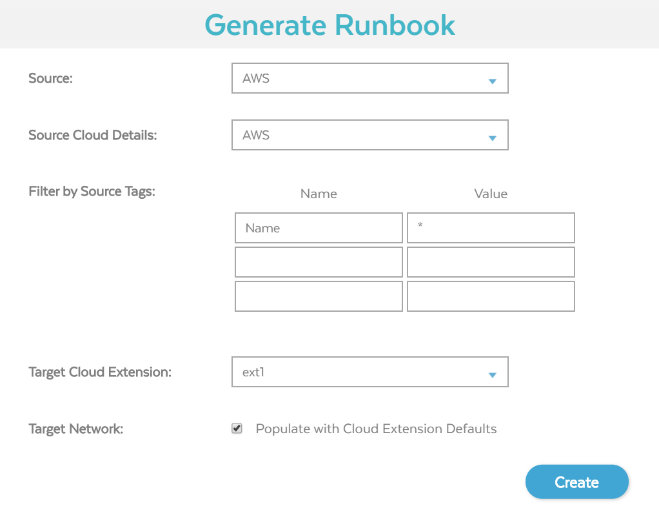 Generate Runbook
Source: AWS
Source Cloud Details: AWS
Filter by Source Tags: Name Value
Name *
Target Cloud Extension: ext1
Target Network: Populate with Cloud Extension Defaults
Create